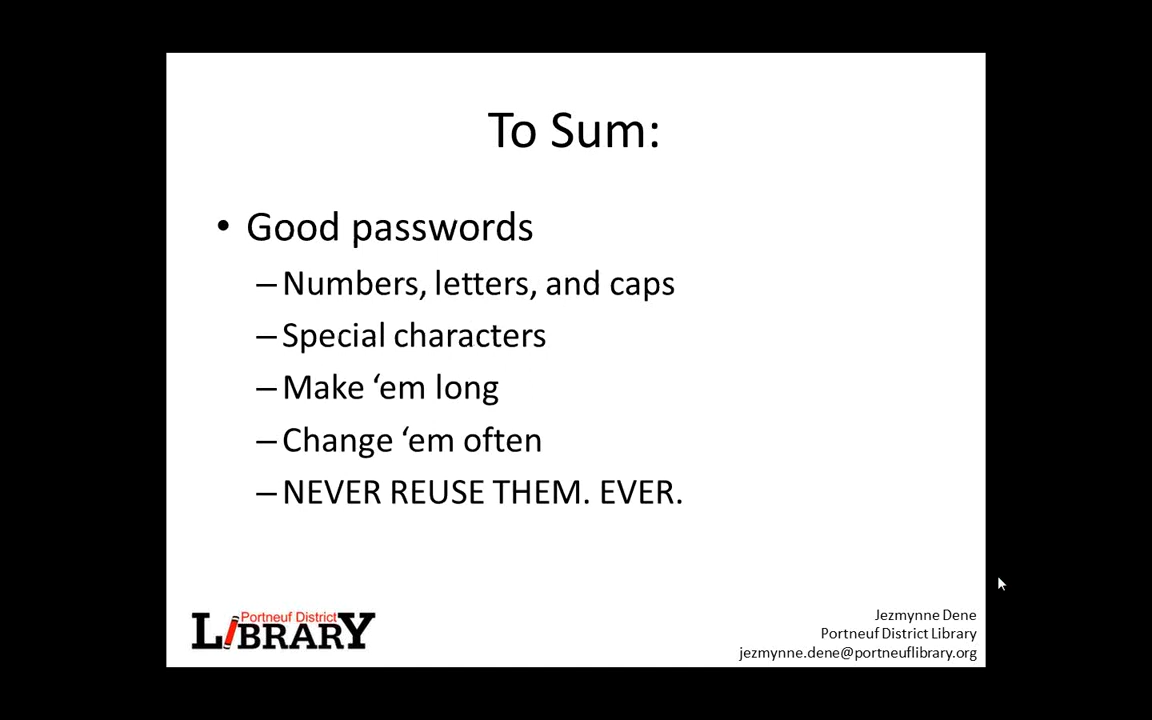 To Sum:
• Good passwords
– Numbers, letters, and caps
– Special characters
– Make ‘em long
– Change ‘em often
– NEVER REUSE THEM. EVER.
Portneuf District
LIBRARY
Jezmynne Dene
Portneuf District Library
jezmynne.dene@portneuflibrary.org